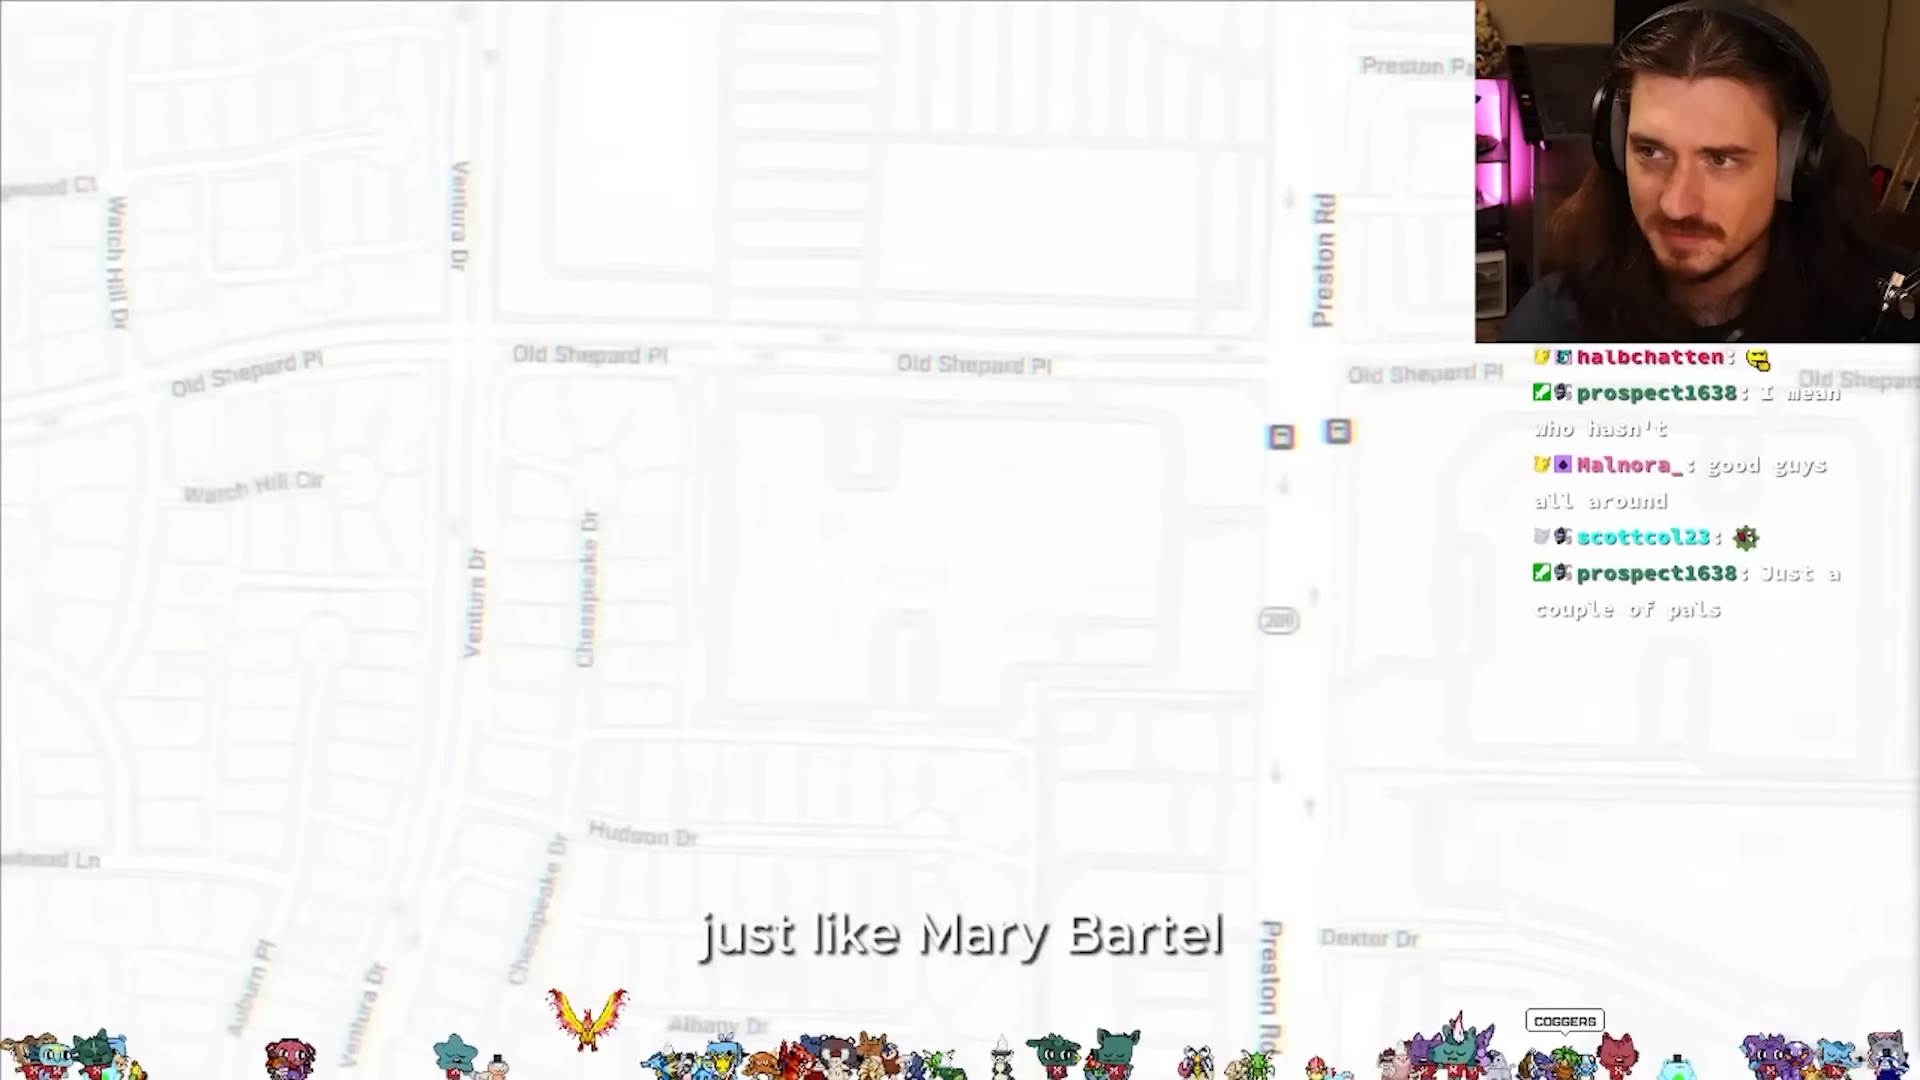 Preston
Ventura Dr
Watch Hill Dr
Preston Rd
Old Shepard Pl
Old Shepard Pl
Old Shepard Pl
Old Shepard Pl
Old Shepar
halbchatten:
prospect1638: I mean
who hasn't
Malnora_: good guys
all around
scottcol23:
prospect1638: Just a
couple of pals
Watch Hill Cir
Ventura Dr
Chesapeake Dr
289
Hudson Dr
Ln
Chesapeake Dr
just like Mary Bartel
Preston Rd
Dexter Dr
Auburn Pl
Ventura Dr
Albany Dr
COGGERS